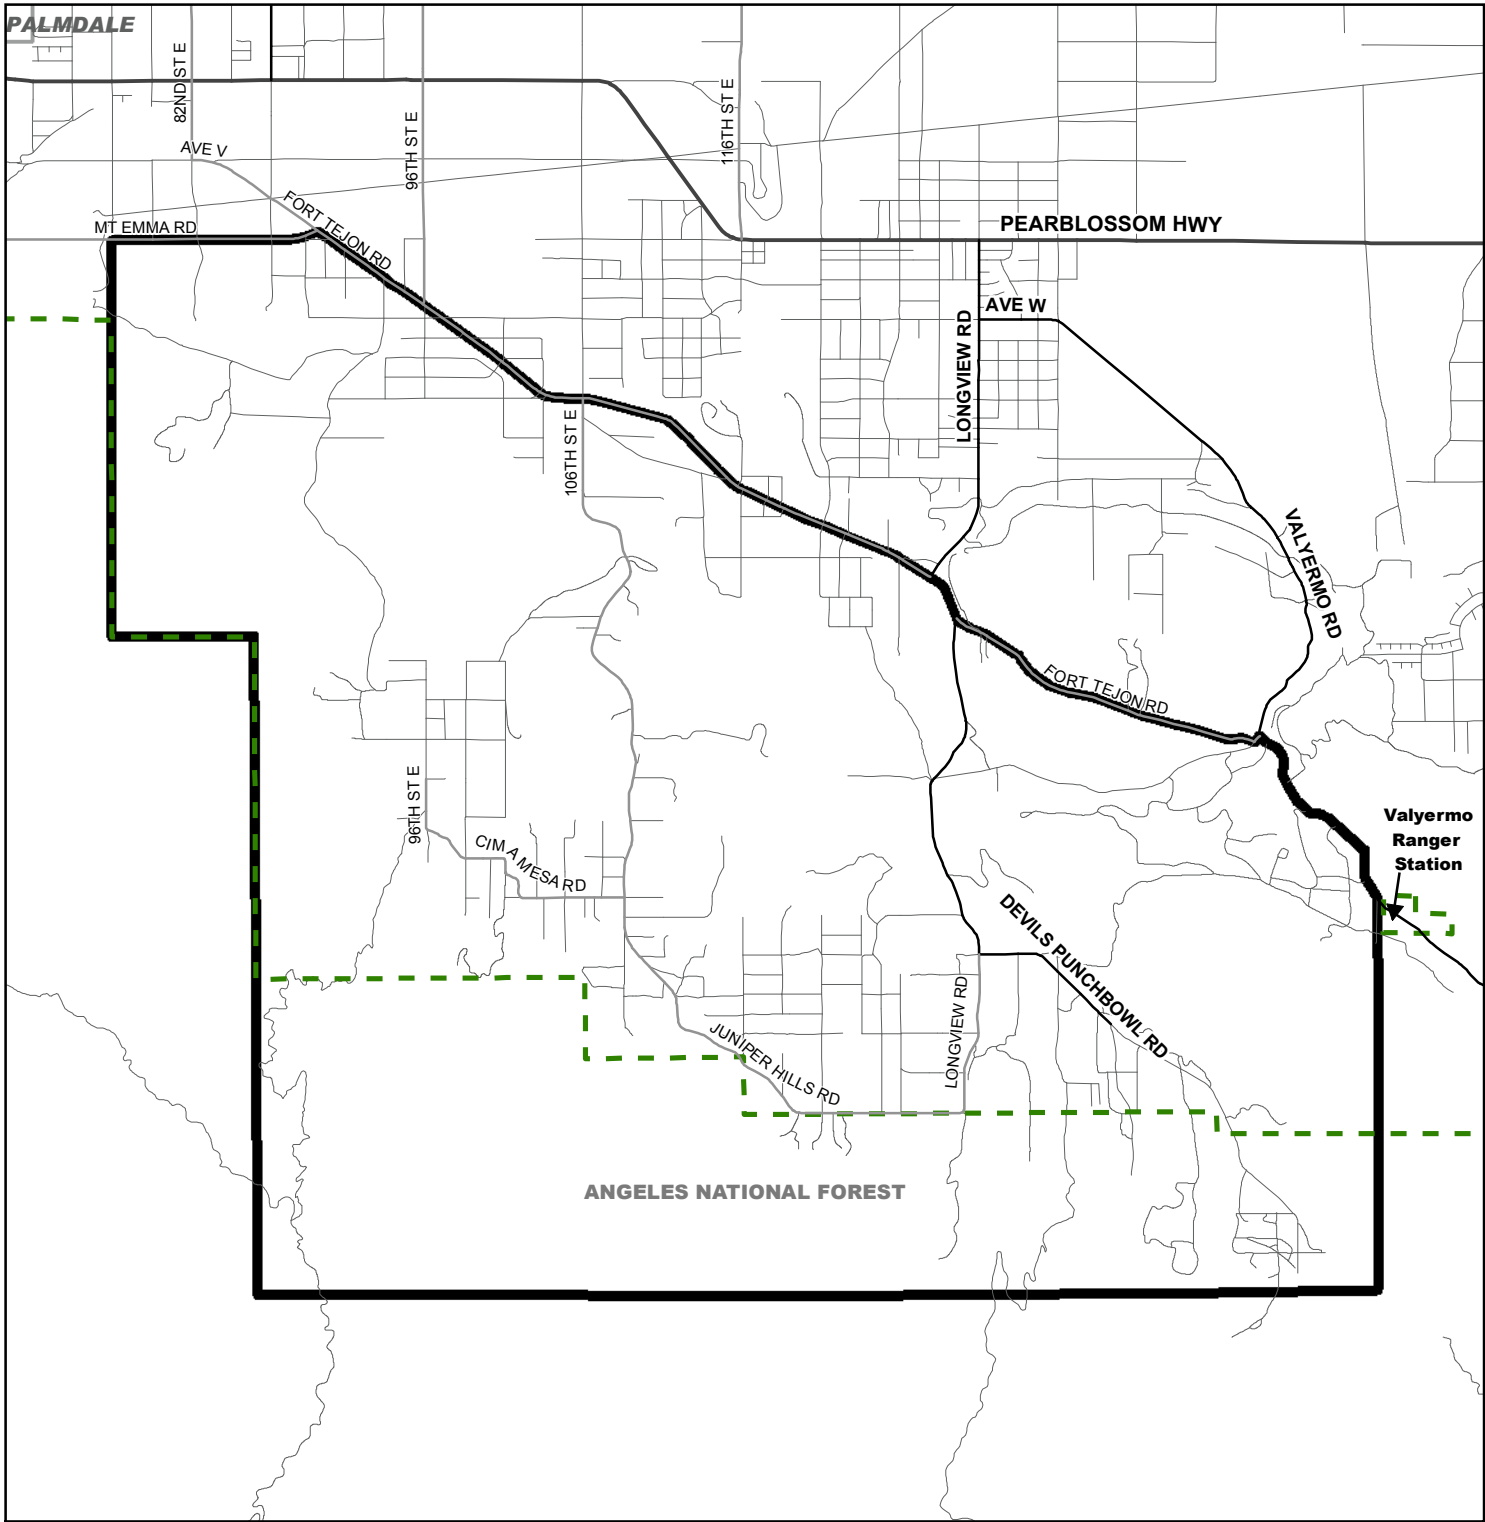 PALMDALE
82ND ST E
96TH ST E
116TH ST E
AVE V
FORT TEJON RD
MT EMMA RD
PEARBLOSSOM HWY
AVE W
LONGVIEW RD
106TH ST E
VALYERMO RD
FORT TEJON RD
96TH ST E
CIMA MESA RD
Valyermo
Ranger
Station
DEVILS PUNCHBOWL RD
LONGVIEW RD
JUNIPER HILLS RD
ANGELES NATIONAL FOREST